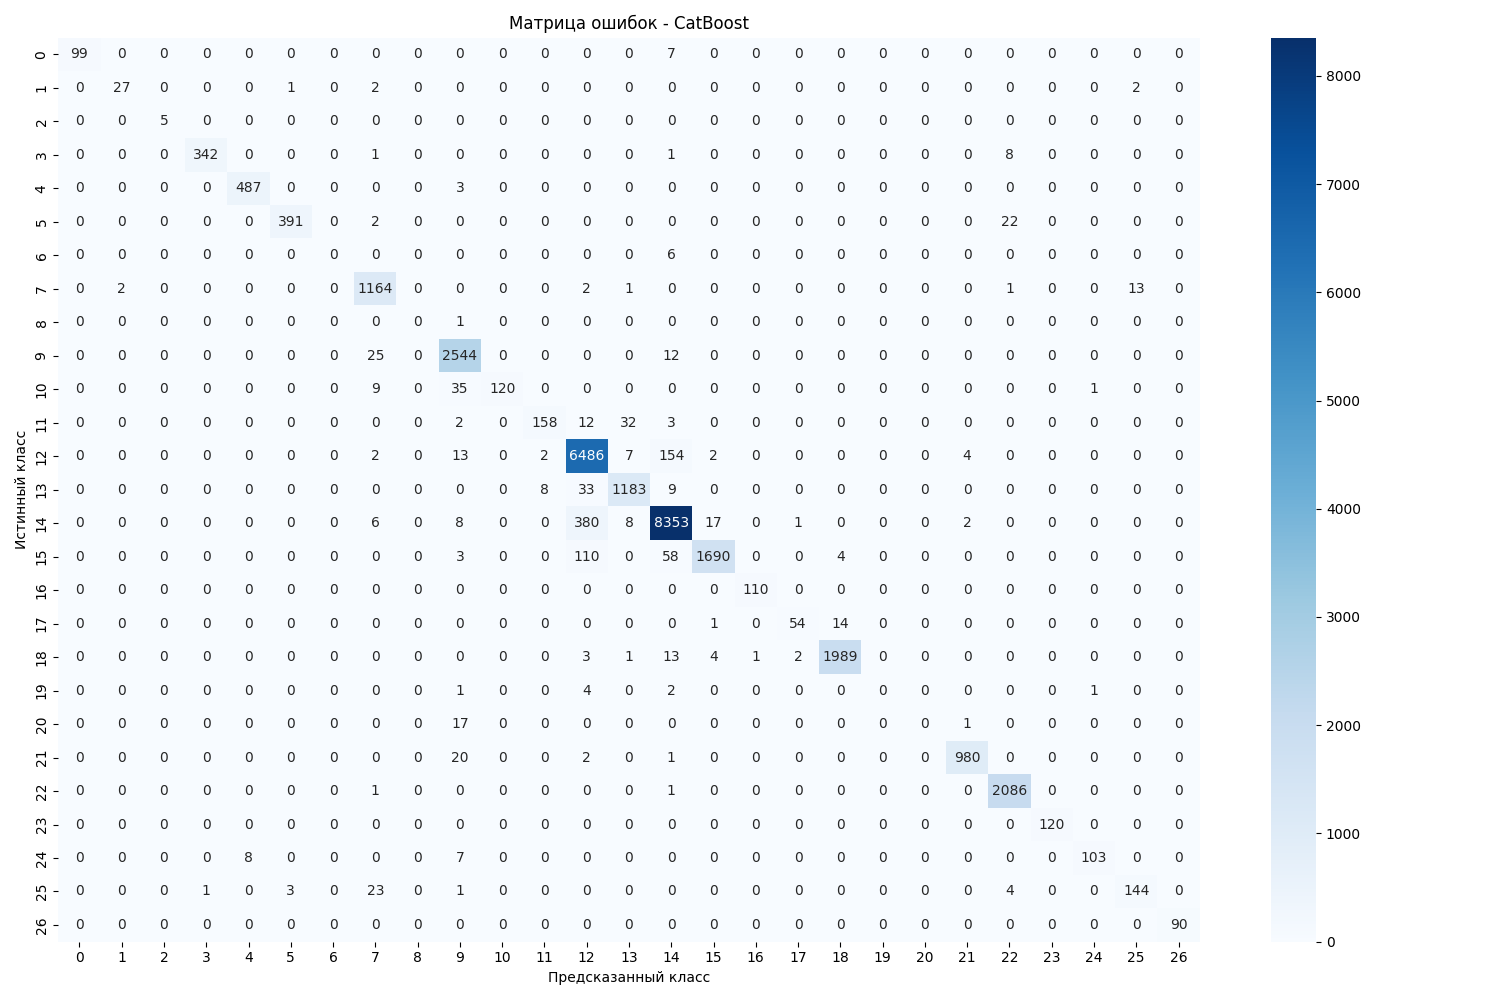 Матрица ошибок - CatBoost
0 99 0 0 0 0 0 0 0 0 0 0 0 0 0 7 0 0 0 0 0 0 0 0 0 0 0 0
1 0 27 0 0 0 1 0 2 0 0 0 0 0 0 0 0 0 0 0 0 0 0 0 0 0 2 0
2 0 0 5 0 0 0 0 0 0 0 0 0 0 0 0 0 0 0 0 0 0 0 0 0 0 0 0
3 0 0 0 342 0 0 0 1 0 0 0 0 0 0 1 0 0 0 0 0 0 0 8 0 0 0 0
4 0 0 0 0 487 0 0 0 0 3 0 0 0 0 0 0 0 0 0 0 0 0 0 0 0 0 0
5 0 0 0 0 0 391 0 2 0 0 0 0 0 0 0 0 0 0 0 0 0 0 22 0 0 0 0
6 0 0 0 0 0 0 0 0 0 0 0 0 0 0 6 0 0 0 0 0 0 0 0 0 0 0 0
7 0 2 0 0 0 0 0 1164 0 0 0 0 2 1 0 0 0 0 0 0 0 0 1 0 0 13 0
8 0 0 0 0 0 0 0 0 0 1 0 0 0 0 0 0 0 0 0 0 0 0 0 0 0 0 0
9 0 0 0 0 0 0 0 25 0 2544 0 0 0 0 12 0 0 0 0 0 0 0 0 0 0 0 0
10 0 0 0 0 0 0 0 9 0 35 120 0 0 0 0 0 0 0 0 0 0 0 0 0 1 0 0
11 0 0 0 0 0 0 0 0 0 2 0 158 12 32 3 0 0 0 0 0 0 0 0 0 0 0 0
12 0 0 0 0 0 0 0 2 0 13 0 2 6486 7 154 2 0 0 0 0 0 4 0 0 0 0 0
13 0 0 0 0 0 0 0 0 0 0 0 8 33 1183 9 0 0 0 0 0 0 0 0 0 0 0 0
14 0 0 0 0 0 0 0 6 0 8 0 0 380 8 8353 17 0 1 0 0 0 2 0 0 0 0 0
15 0 0 0 0 0 0 0 0 0 3 0 0 110 0 58 1690 0 0 4 0 0 0 0 0 0 0 0
16 0 0 0 0 0 0 0 0 0 0 0 0 0 0 0 0 110 0 0 0 0 0 0 0 0 0 0
17 0 0 0 0 0 0 0 0 0 0 0 0 0 0 0 1 0 54 14 0 0 0 0 0 0 0 0
18 0 0 0 0 0 0 0 0 0 0 0 0 3 1 13 4 1 2 1989 0 0 0 0 0 0 0 0
19 0 0 0 0 0 0 0 0 0 1 0 0 4 0 2 0 0 0 0 0 0 0 0 0 1 0 0
20 0 0 0 0 0 0 0 0 0 17 0 0 0 0 0 0 0 0 0 0 0 1 0 0 0 0 0
21 0 0 0 0 0 0 0 0 0 20 0 0 2 0 1 0 0 0 0 0 0 980 0 0 0 0 0
22 0 0 0 0 0 0 0 1 0 0 0 0 0 0 1 0 0 0 0 0 0 0 2086 0 0 0 0
23 0 0 0 0 0 0 0 0 0 0 0 0 0 0 0 0 0 0 0 0 0 0 0 120 0 0 0
24 0 0 0 0 8 0 0 0 0 7 0 0 0 0 0 0 0 0 0 0 0 0 0 0 103 0 0
25 0 0 0 1 0 3 0 23 0 1 0 0 0 0 0 0 0 0 0 0 0 0 4 0 0 144 0
26 0 0 0 0 0 0 0 0 0 0 0 0 0 0 0 0 0 0 0 0 0 0 0 0 0 0 90
0 1 2 3 4 5 6 7 8 9 10 11 12 13 14 15 16 17 18 19 20 21 22 23 24 25 26
Предсказанный класс
Истинный класс
8000
7000
6000
5000
4000
3000
2000
1000
0